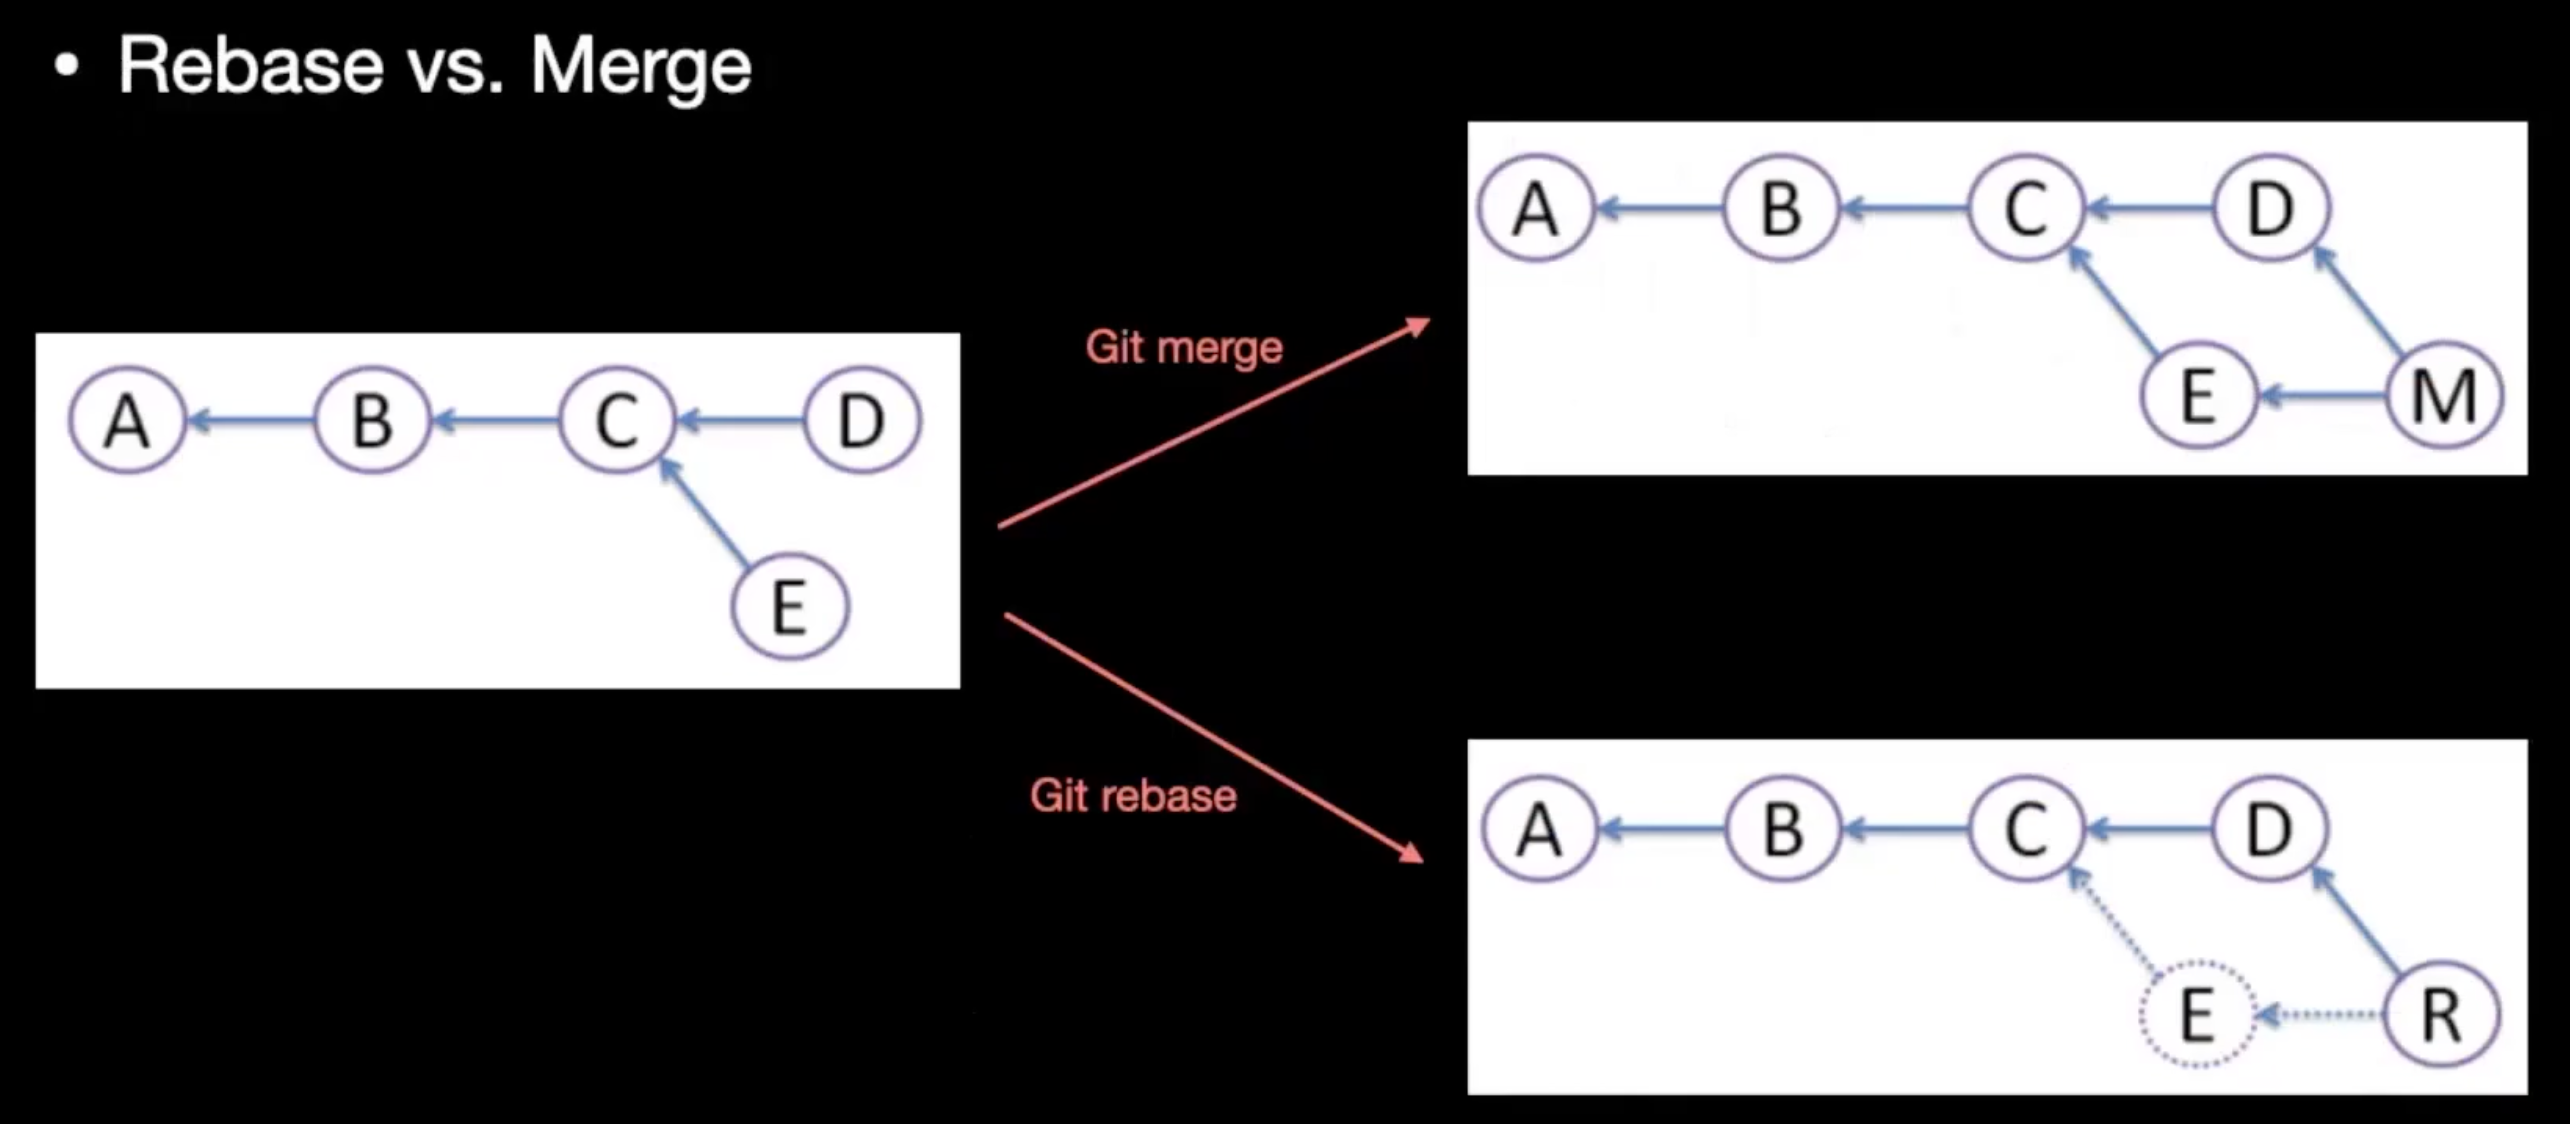 • Rebase vs. Merge
A B C D
E
Git merge
A B C D
E M
Git rebase
A B C D
E R